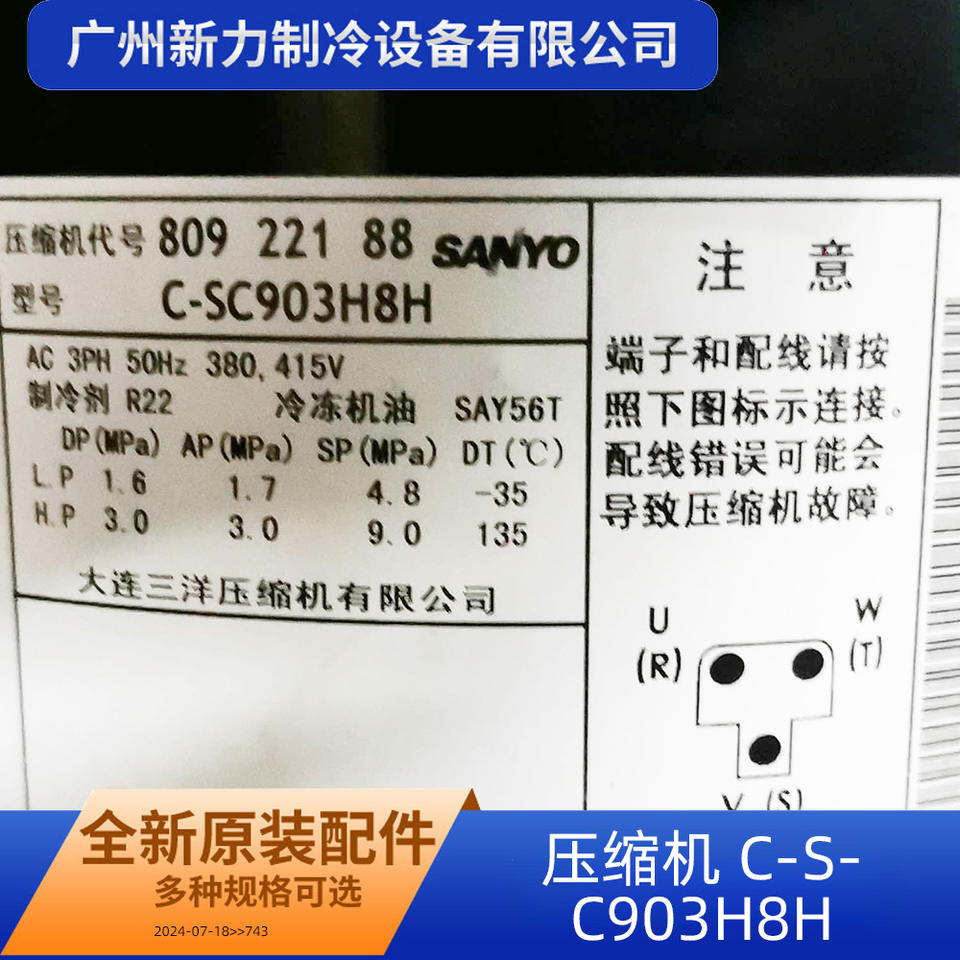 广州新力制冷设备有限公司
压缩机代号 809 221 88 SANYO
型号 C-SC903H8H
AC 3PH 50Hz 380,415V
制冷剂 R22 冷冻机油 SAY56T
DP(MPa) AP(MPa) SP(MPa) DT(℃)
L.P 1.6 1.7 4.8 -35
H.P 3.0 3.0 9.0 135
大连三洋压缩机有限公司
注 意
端子和配线请按
照下图标示连接。
配线错误可能会
导致压缩机故障。
U
(R)
W
(T)
V (S)
全新原装配件
多种规格可选
2024-07-18>>743
压缩机 C-S-
C903H8H